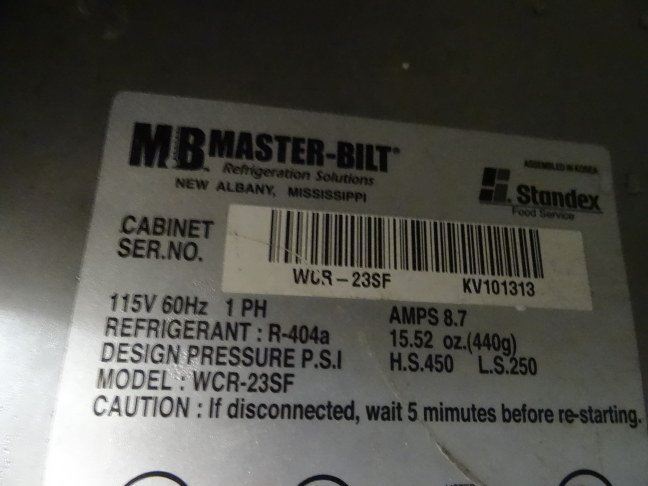 MB MASTER-BILT®
Refrigeration Solutions
NEW ALBANY, MISSISSIPPI
ASSEMBLED IN KOREA
Standex
Food Service
CABINET
SER.NO.
WCR-23SF KV101313
115V 60Hz 1 PH AMPS 8.7
REFRIGERANT : R-404a 15.52 oz.(440g)
DESIGN PRESSURE P.S.I H.S.450 L.S.250
MODEL : WCR-23SF
CAUTION : If disconnected, wait 5 mimutes before re-starting.